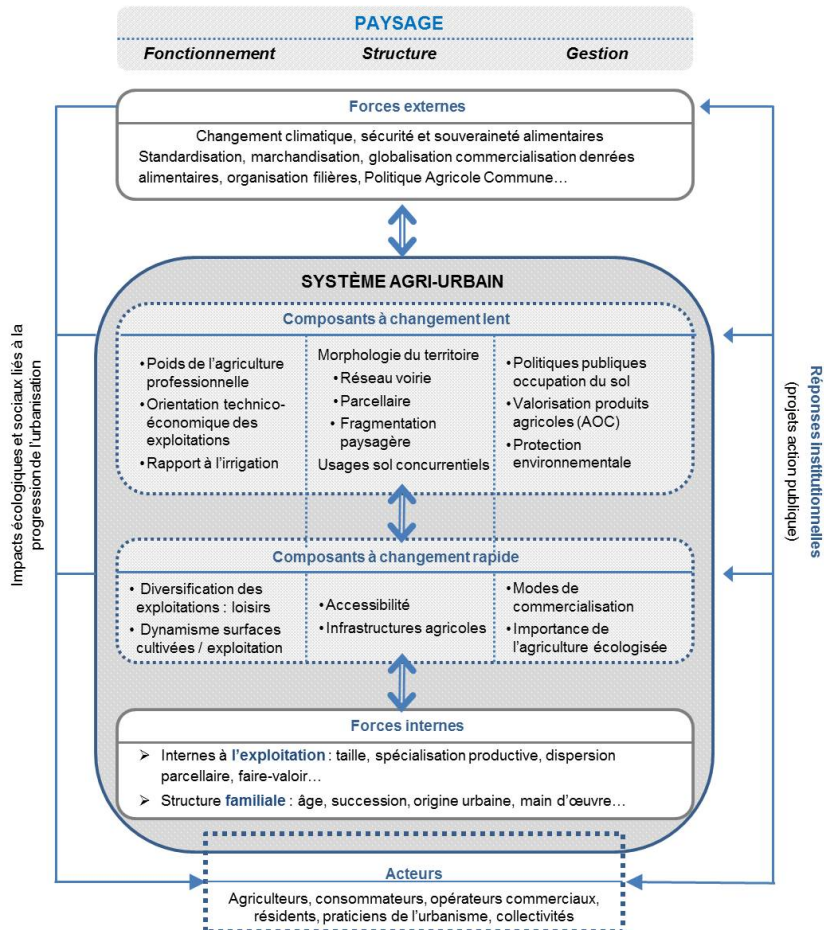 PAYSAGE
Fonctionnement Structure Gestion
Forces externes
Changement climatique, sécurité et souveraineté alimentaires
Standardisation, marchandisation, globalisation commercialisation denrées
alimentaires, organisation filières, Politique Agricole Commune…
SYSTÈME AGRI-URBAIN
Composants à changement lent
• Poids de l'agriculture
professionnelle
• Orientation technico-
économique des
exploitations
• Rapport à l'irrigation
Morphologie du territoire
• Réseau voirie
• Parcellaire
• Fragmentation
paysagère
Usages sol concurrentiels
• Politiques publiques
occupation du sol
• Valorisation produits
agricoles (AOC)
• Protection
environnementale
Composants à changement rapide
• Diversification des
exploitations : loisirs
• Dynamisme surfaces
cultivées / exploitation
• Accessibilité
• Infrastructures agricoles
• Modes de
commercialisation
• Importance de
l'agriculture écologisée
Forces internes
➢ Internes à l'exploitation : taille, spécialisation productive, dispersion
parcellaire, faire-valoir…
➢ Structure familiale : âge, succession, origine urbaine, main d'œuvre…
Acteurs
Agriculteurs, consommateurs, opérateurs commerciaux,
résidents, praticiens de l'urbanisme, collectivités
Impacts écologiques et sociaux liés à la
progression de l'urbanisation
Réponses institutionnelles
(projets action publique)